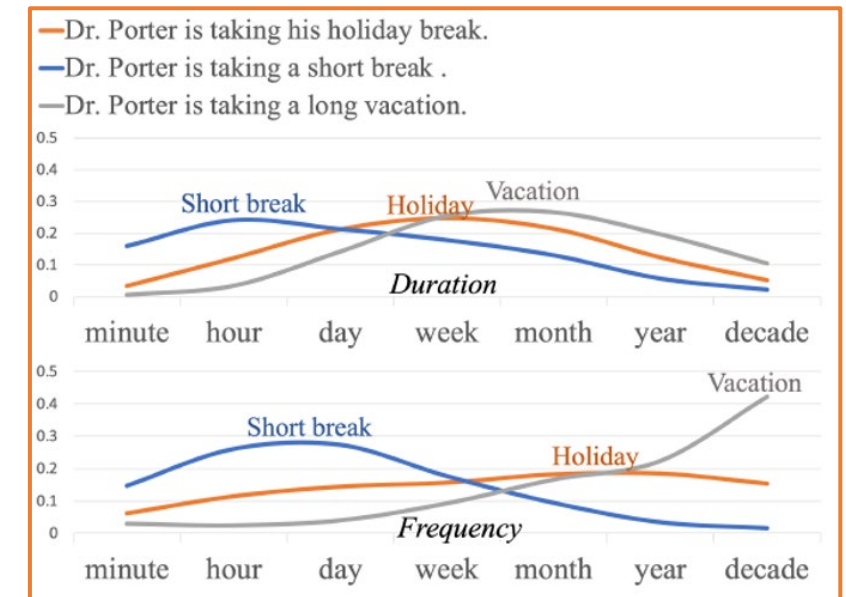 Dr. Porter is taking his holiday break.
Dr. Porter is taking a short break .
Dr. Porter is taking a long vacation.
0.5
0.4
0.3
0.2
0.1
0
Short break
Holiday
Vacation
Duration
minute hour day week month year decade
0.5
0.4
0.3
0.2
0.1
0
Vacation
Short break
Holiday
Frequency
minute hour day week month year decade